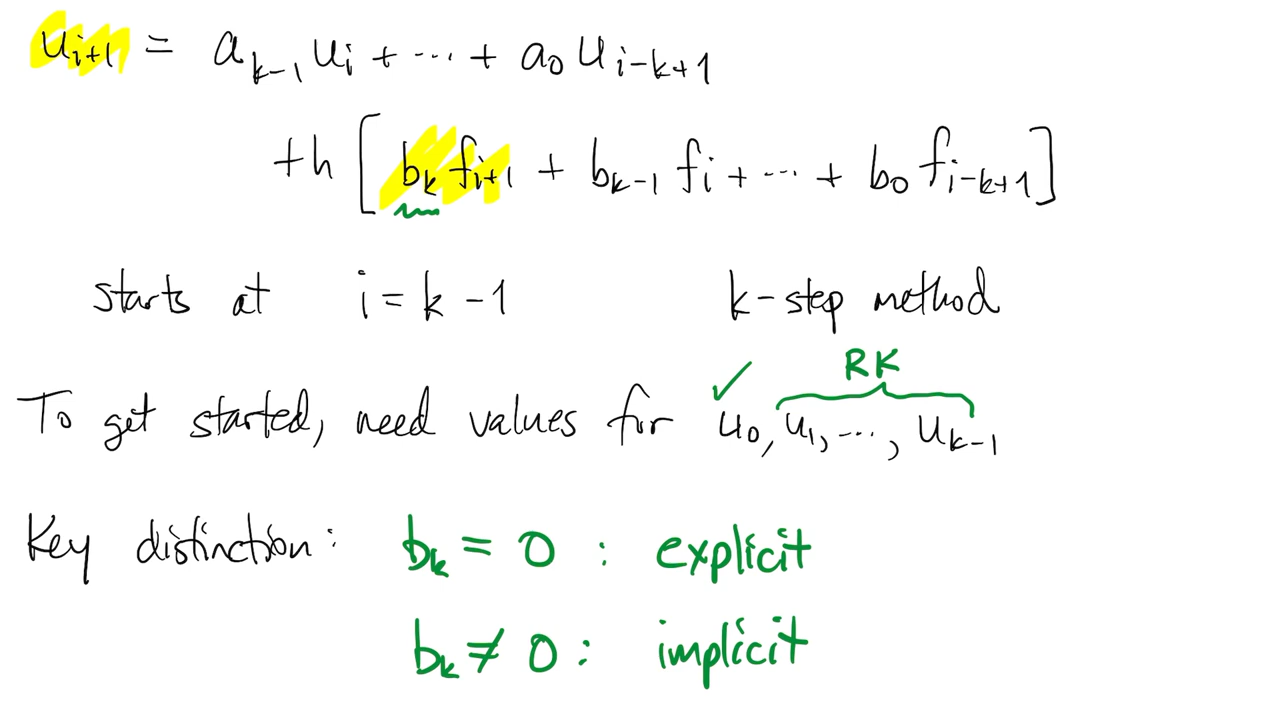 u_{i+1} = a_{k-1} u_i + ⋯ + a_0 u_{i-k+1}
+h [ b_k f_{i+1} + b_{k-1} f_i + ⋯ + b_0 f_{i-k+1} ]
starts at i = k - 1 k-step method
RK
To get started, need values for u_0, u_1, ⋯, u_{k-1}
Key distinction: b_k = 0 : explicit
b_k ≠ 0 : implicit